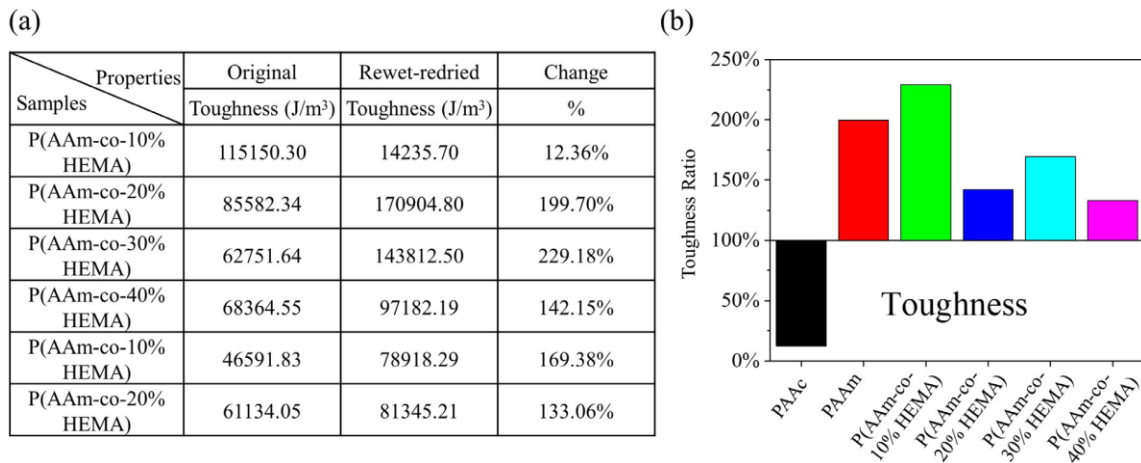 (a)
Properties
Samples
Original
Rewet-redried
Change
Toughness (J/m³)
Toughness (J/m³)
%
P(AAm-co-10%
HEMA)
115150.30
14235.70
12.36%
P(AAm-co-20%
HEMA)
85582.34
170904.80
199.70%
P(AAm-co-30%
HEMA)
62751.64
143812.50
229.18%
P(AAm-co-40%
HEMA)
68364.55
97182.19
142.15%
P(AAm-co-10%
HEMA)
46591.83
78918.29
169.38%
P(AAm-co-20%
HEMA)
61134.05
81345.21
133.06%
(b)
Toughness Ratio
250%
200%
150%
100%
50%
0%
Toughness
PAAc
PAAm
P(AAm-co-
10% HEMA)
P(AAm-co-
20% HEMA)
P(AAm-co-
30% HEMA)
P(AAm-co-
40% HEMA)